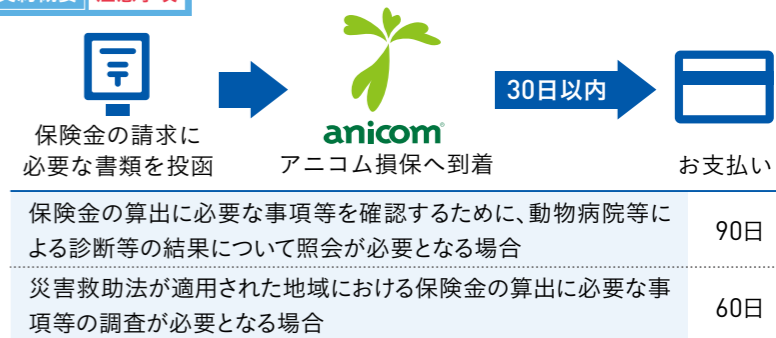 保険金の請求に
必要な書類を投函
anicom
アニコム損保へ到着
30日以内
お支払い
保険金の算出に必要な事項等を確認するために、動物病院等に
よる診断等の結果について照会が必要となる場合
90日
災害救助法が適用された地域における保険金の算出に必要な事
項等の調査が必要となる場合
60日